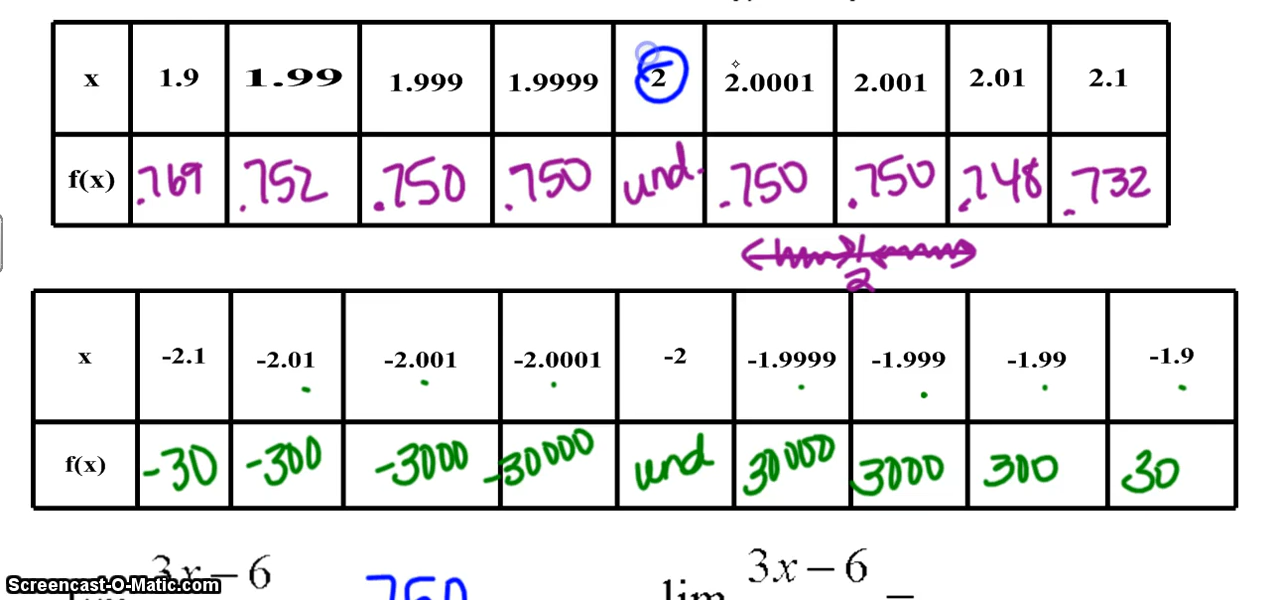 x 1.9 1.99 1.999 1.9999 2 2.0001 2.001 2.01 2.1
f(x) .769 .752 .750 .750 und. .750 .750 .748 .732
2
x -2.1 -2.01 -2.001 -2.0001 -2 -1.9999 -1.999 -1.99 -1.9
f(x) -30 -300 -3000 -30000 und 30000 3000 300 30
3x - 6 .750 lim 3x - 6 =
Screencast-O-Matic.com